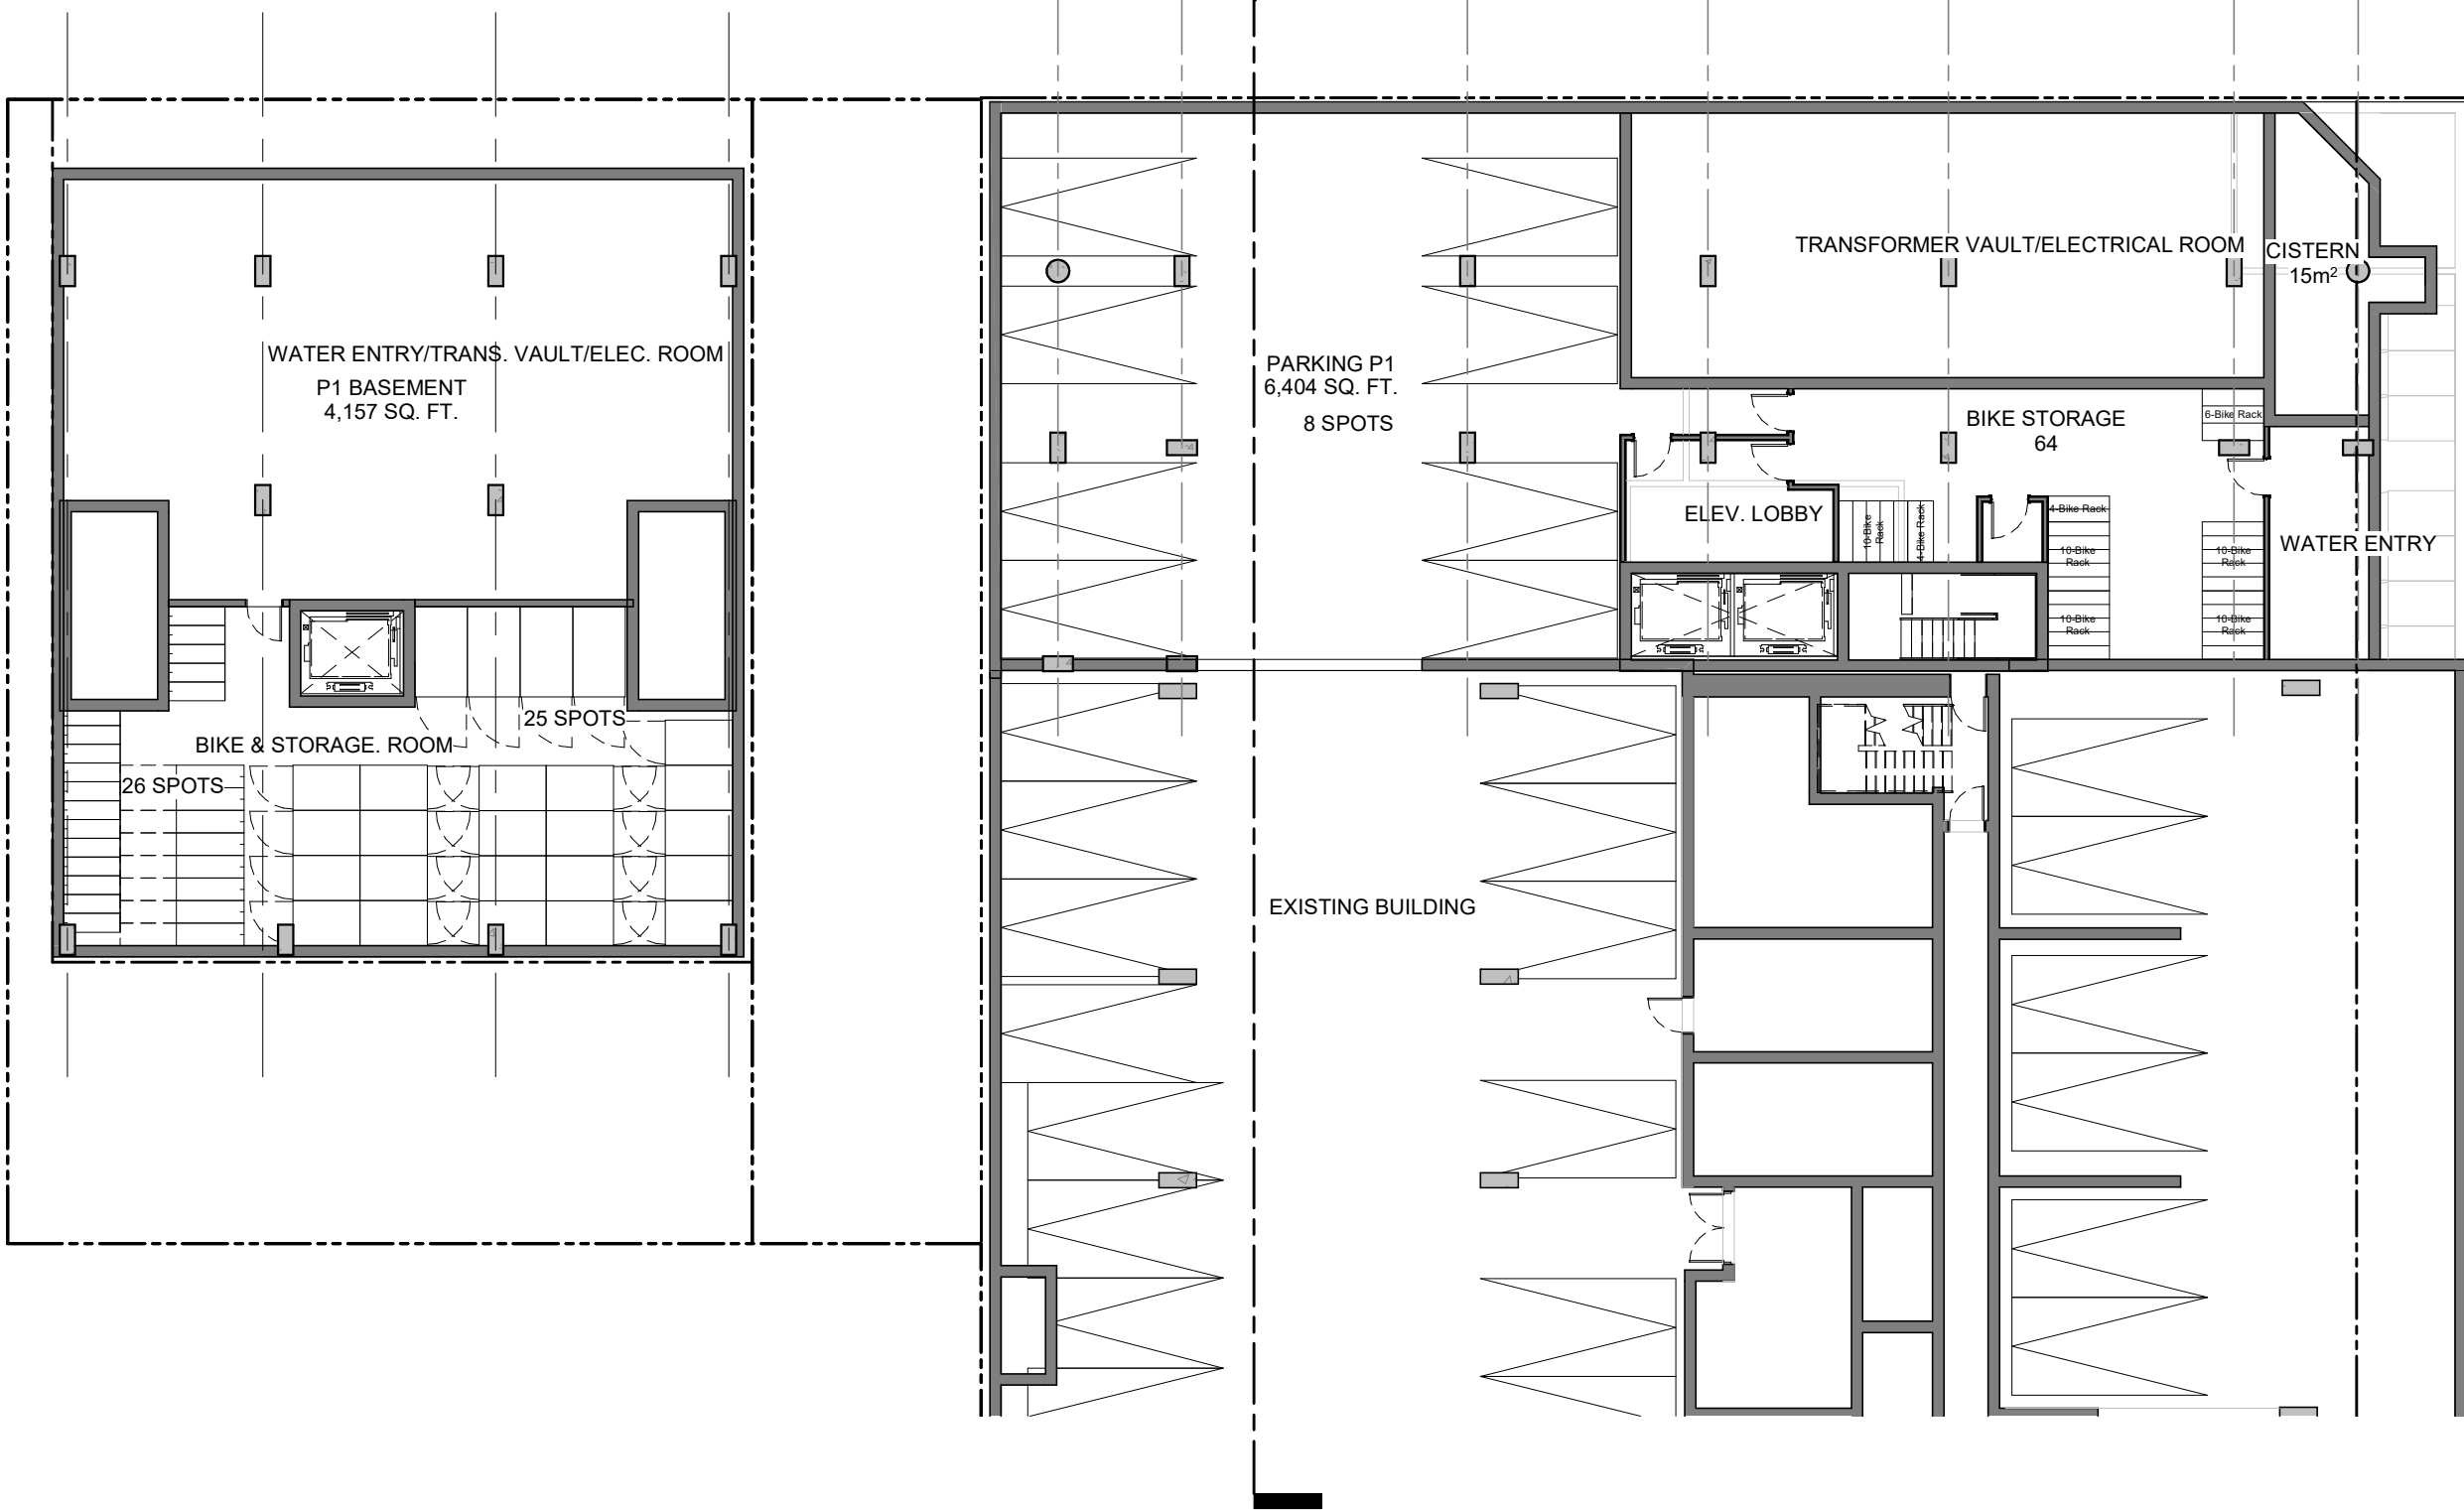 WATER ENTRY/TRANS. VAULT/ELEC. ROOM
P1 BASEMENT
4,157 SQ. FT.
25 SPOTS
BIKE & STORAGE. ROOM
26 SPOTS
PARKING P1
6,404 SQ. FT.
8 SPOTS
TRANSFORMER VAULT/ELECTRICAL ROOM
CISTERN
15m²
BIKE STORAGE
64
6-Bike Rack
ELEV. LOBBY
10-Bike
Rack
4-Bike Rack
4-Bike Rack
10-Bike
Rack
10-Bike
Rack
10-Bike
Rack
10-Bike
Rack
WATER ENTRY
EXISTING BUILDING